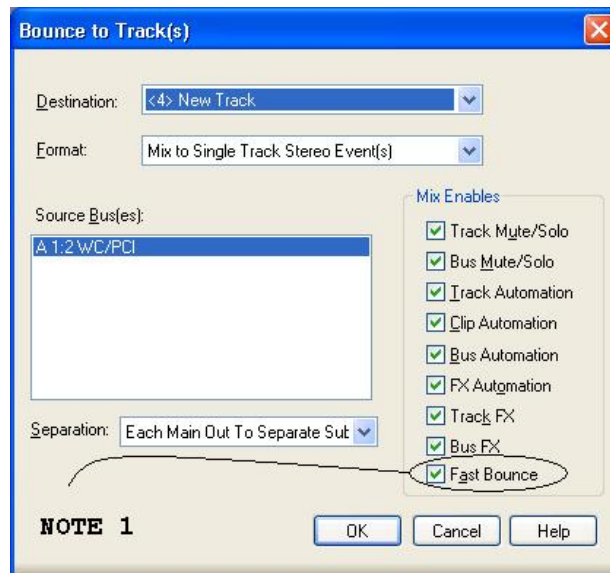 Bounce to Track(s)
Destination: <4> New Track
Format: Mix to Single Track Stereo Event(s)
Source Bus(es):
A 1:2 WC/PCI
Mix Enables
Track Mute/Solo
Bus Mute/Solo
Track Automation
Clip Automation
Bus Automation
FX Automation
Track FX
Bus FX
Fast Bounce
Separation: Each Main Out To Separate Sub
NOTE 1
OK Cancel Help